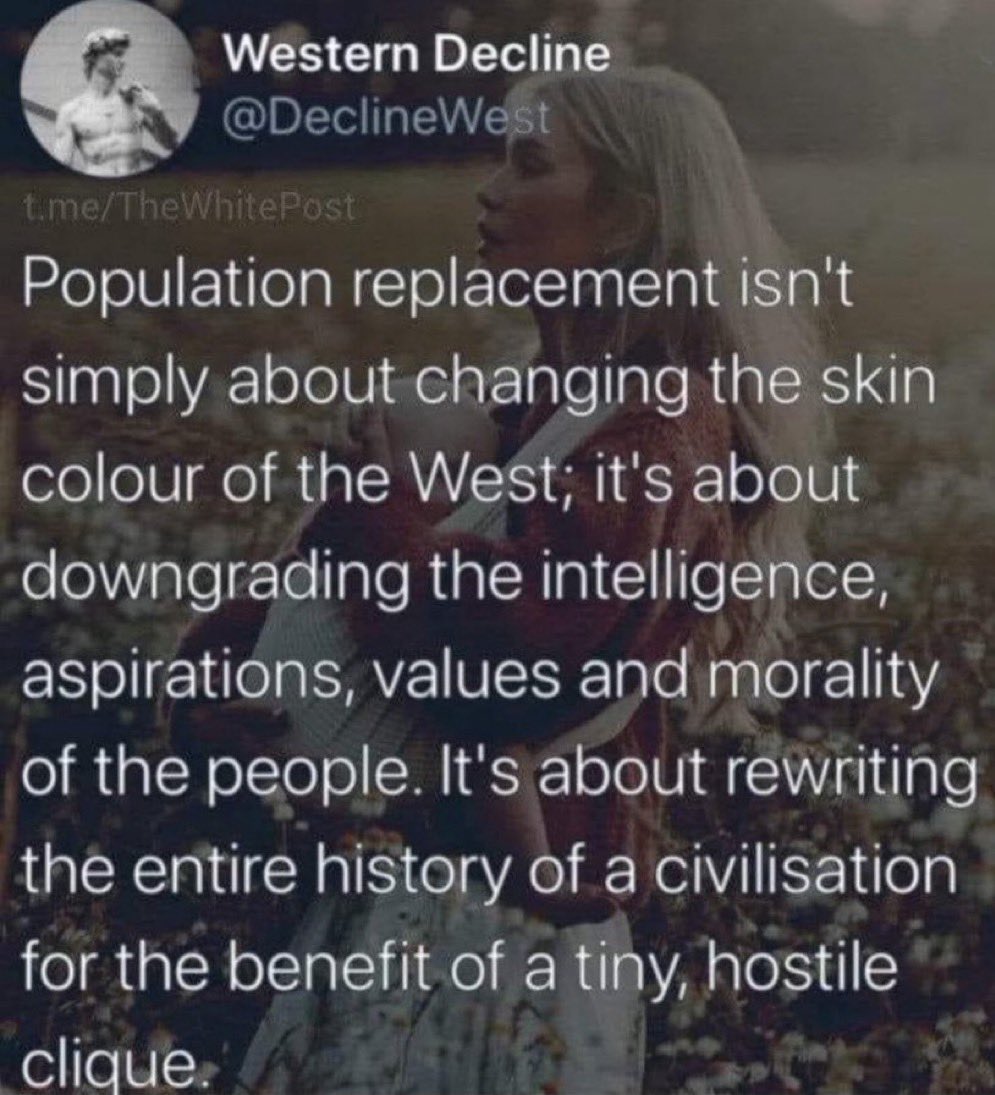 Western Decline
@DeclineWest
t.me/TheWhitePost
Population replacement isn't
simply about changing the skin
colour of the West; it's about
downgrading the intelligence,
aspirations, values and morality
of the people. It's about rewriting
the entire history of a civilisation
for the benefit of a tiny, hostile
clique.